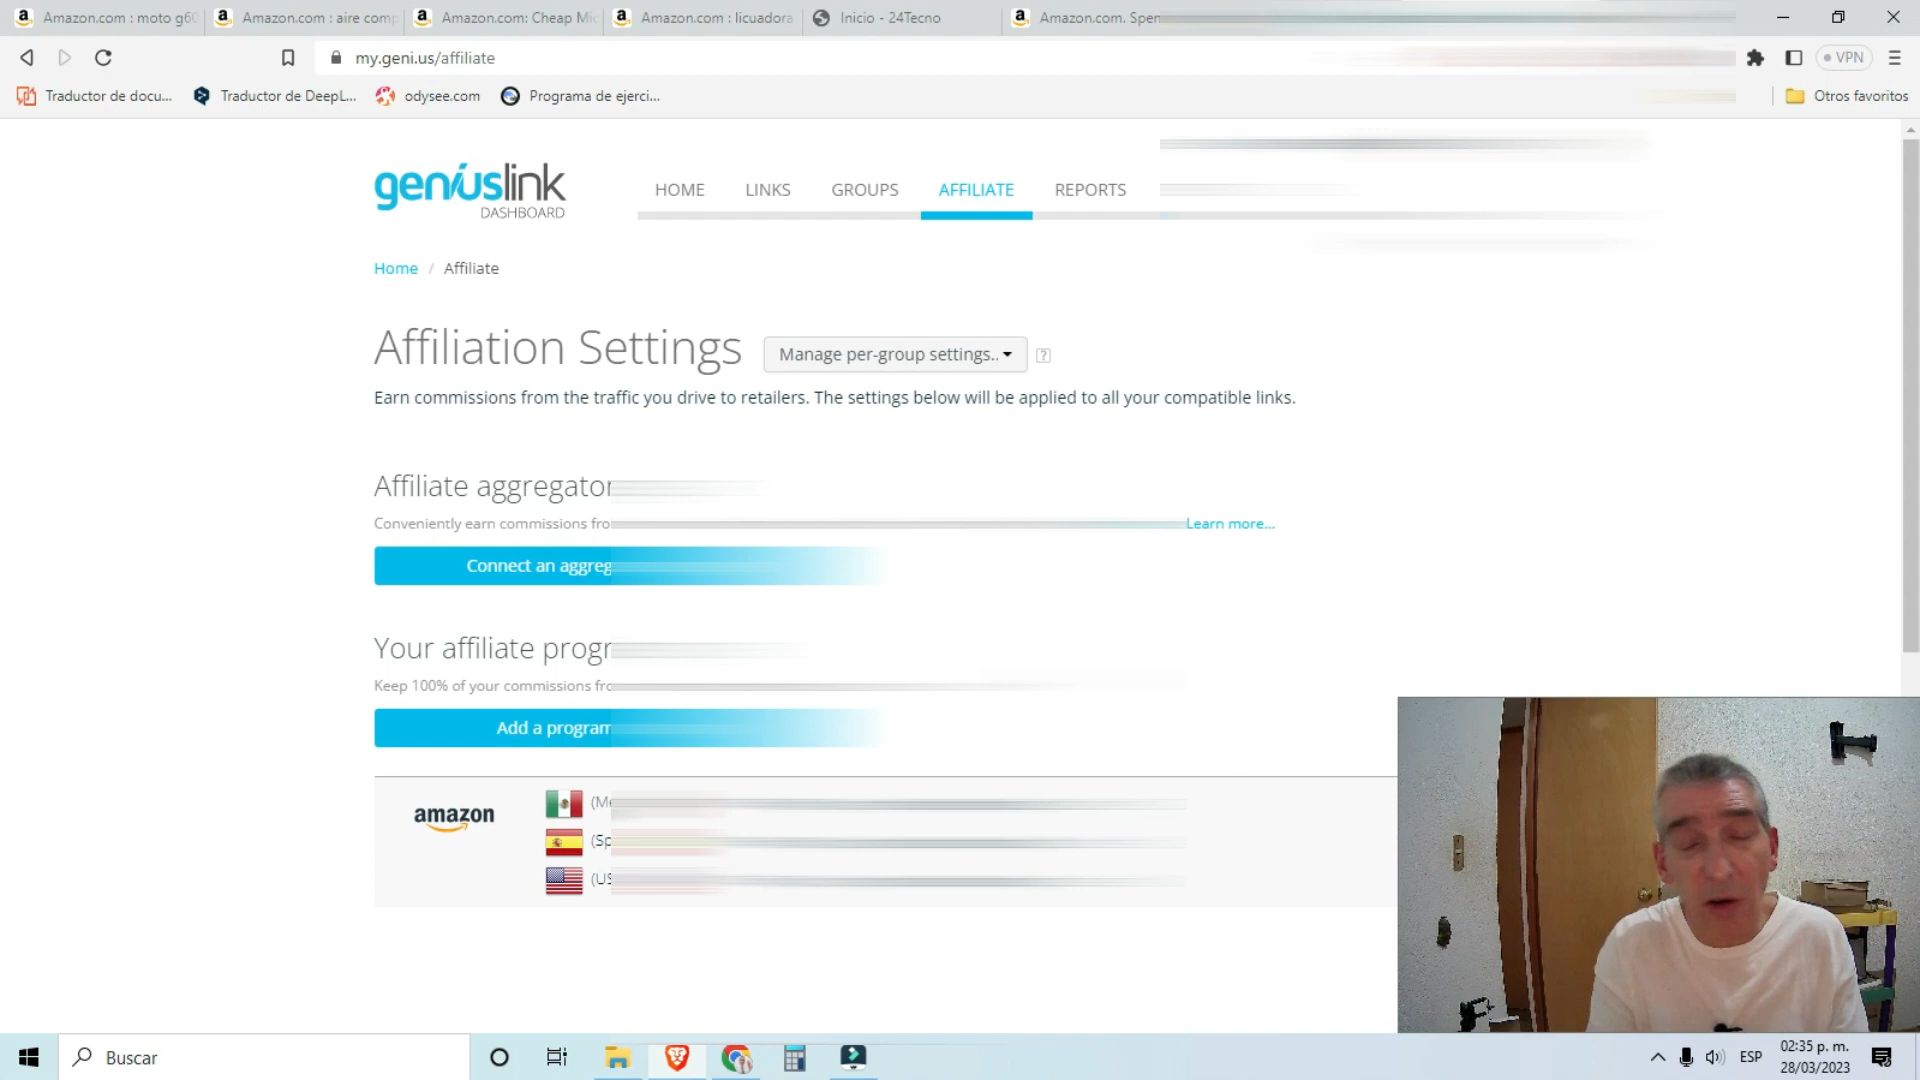 Amazon.com : moto g60
Amazon.com : aire comp
Amazon.com: Cheap Mi
Amazon.com : licuadora
Inicio - 24Tecno
Amazon.com. Spen
my.geni.us/affiliate
VPN
Traductor de docu...
Traductor de DeepL...
odysee.com
Programa de ejerci...
Otros favoritos
geniuslink
DASHBOARD
HOME
LINKS
GROUPS
AFFILIATE
REPORTS
Home / Affiliate
Affiliation Settings
Manage per-group settings..
?
Earn commissions from the traffic you drive to retailers. The settings below will be applied to all your compatible links.
Affiliate aggregator
Conveniently earn commissions fro
Learn more...
Connect an aggreg
Your affiliate progr
Keep 100% of your commissions fro
Add a program
amazon
(Me
(Sp
(US
Buscar
ESP
02:35 p. m.
28/03/2023